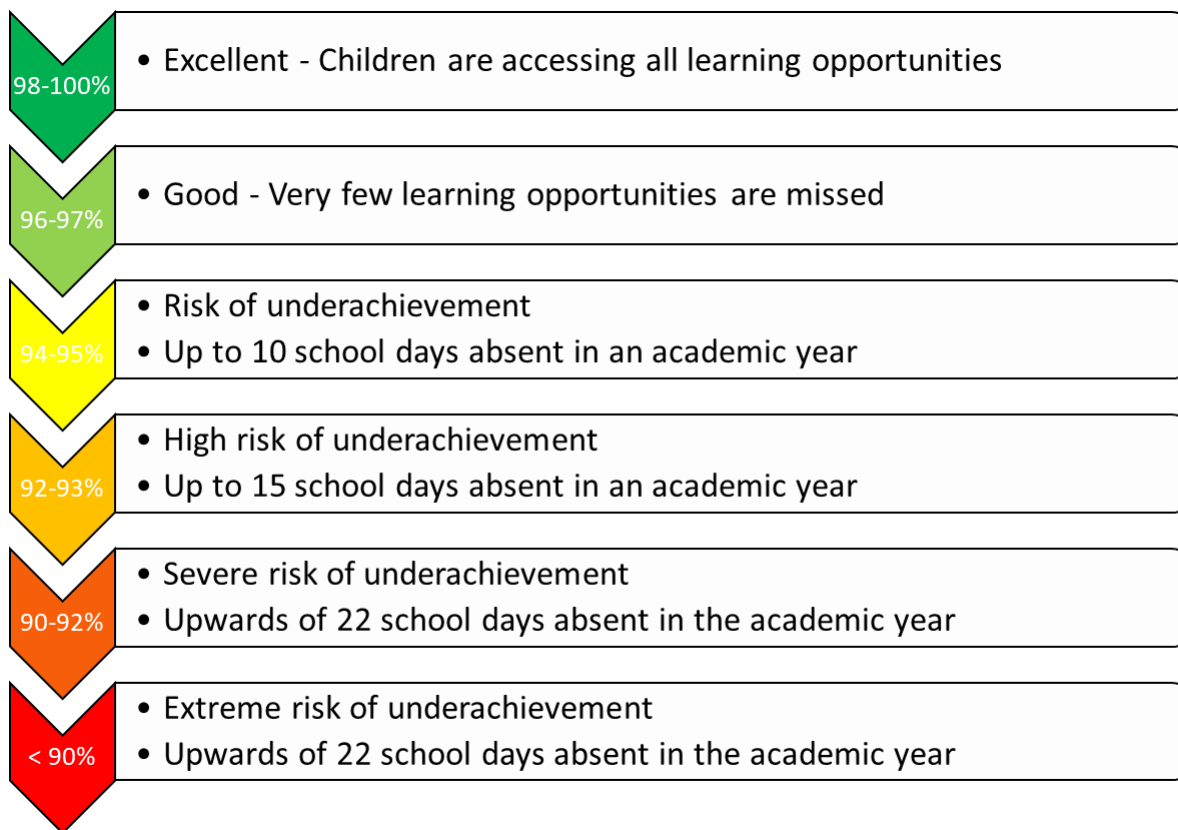 98-100%
• Excellent - Children are accessing all learning opportunities
96-97%
• Good - Very few learning opportunities are missed
94-95%
• Risk of underachievement
• Up to 10 school days absent in an academic year
92-93%
• High risk of underachievement
• Up to 15 school days absent in an academic year
90-92%
• Severe risk of underachievement
• Upwards of 22 school days absent in the academic year
< 90%
• Extreme risk of underachievement
• Upwards of 22 school days absent in the academic year